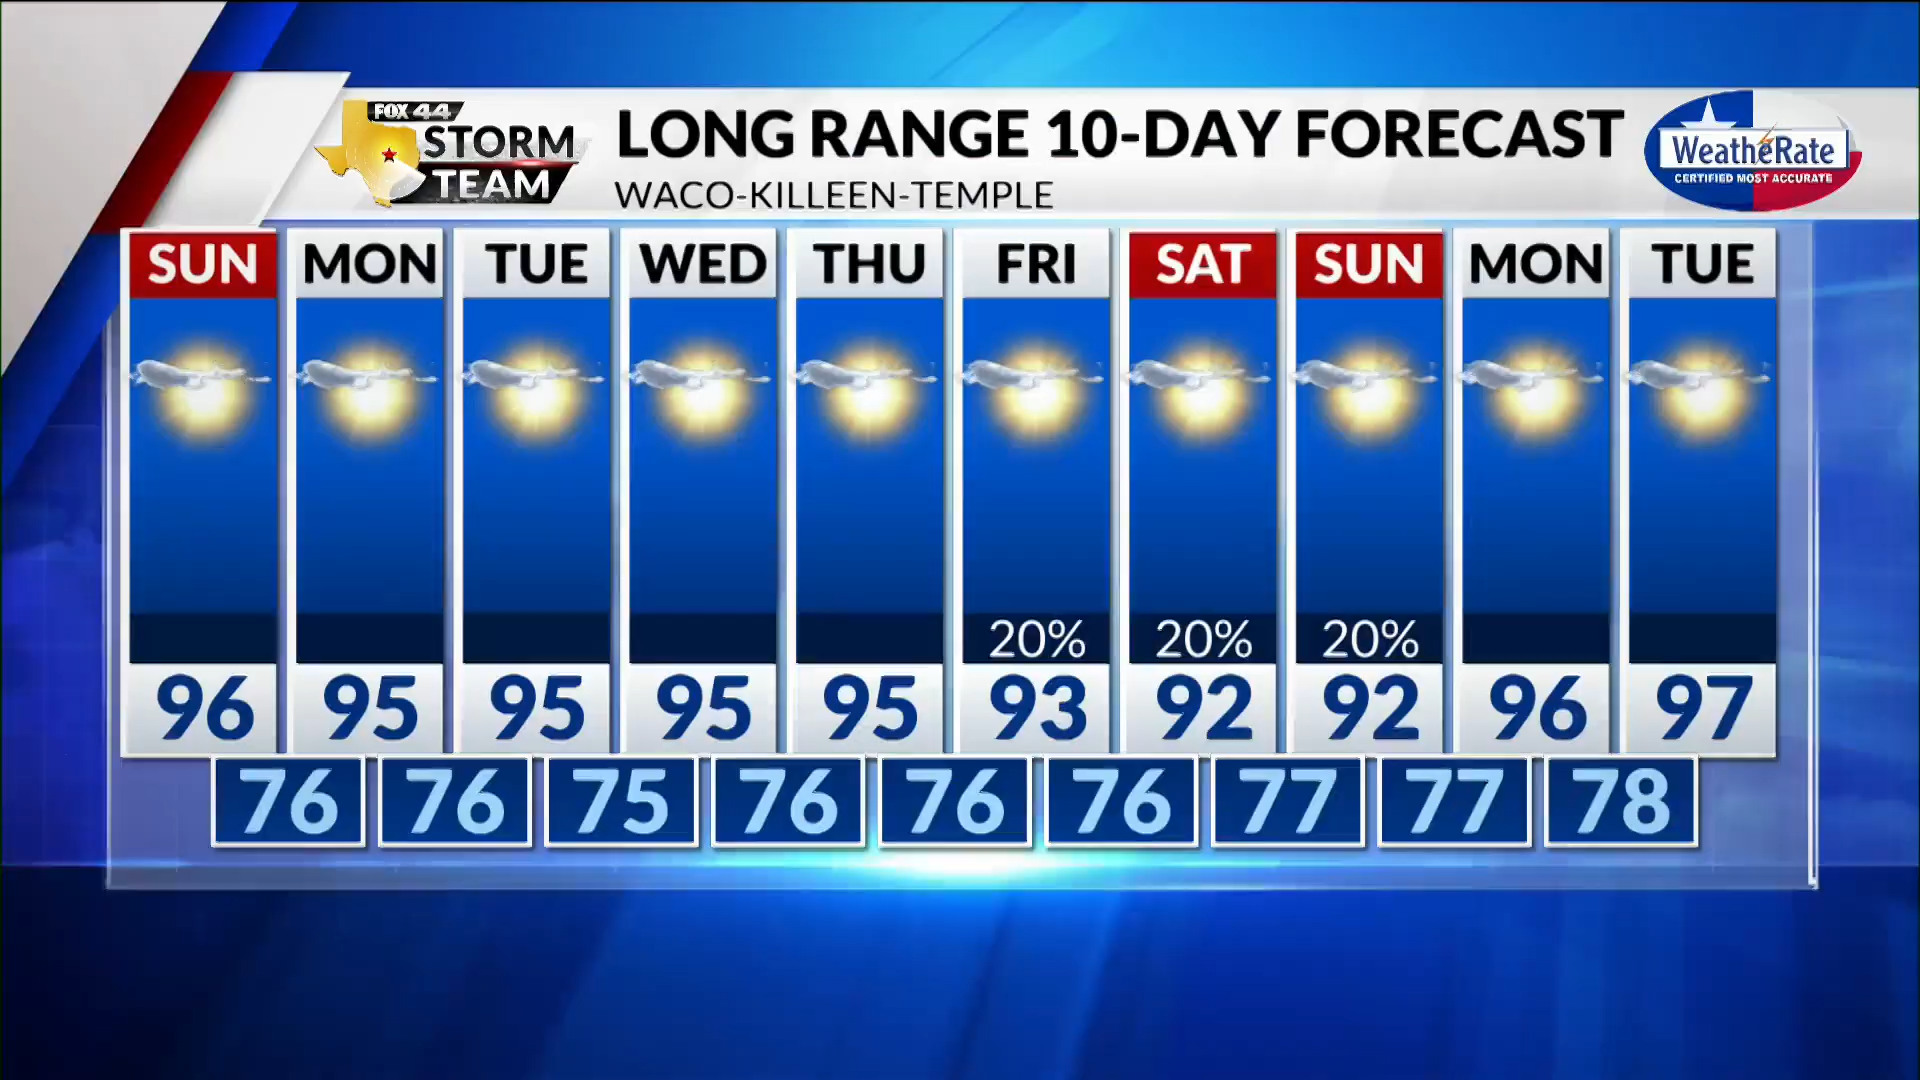 FOX 44
STORM
TEAM
LONG RANGE 10-DAY FORECAST
WACO-KILLEEN-TEMPLE
WeatheRate
CERTIFIED MOST ACCURATE
SUN MON TUE WED THU FRI SAT SUN MON TUE
20% 20% 20%
96 95 95 95 95 93 92 92 96 97
76 76 75 76 76 76 77 77 78